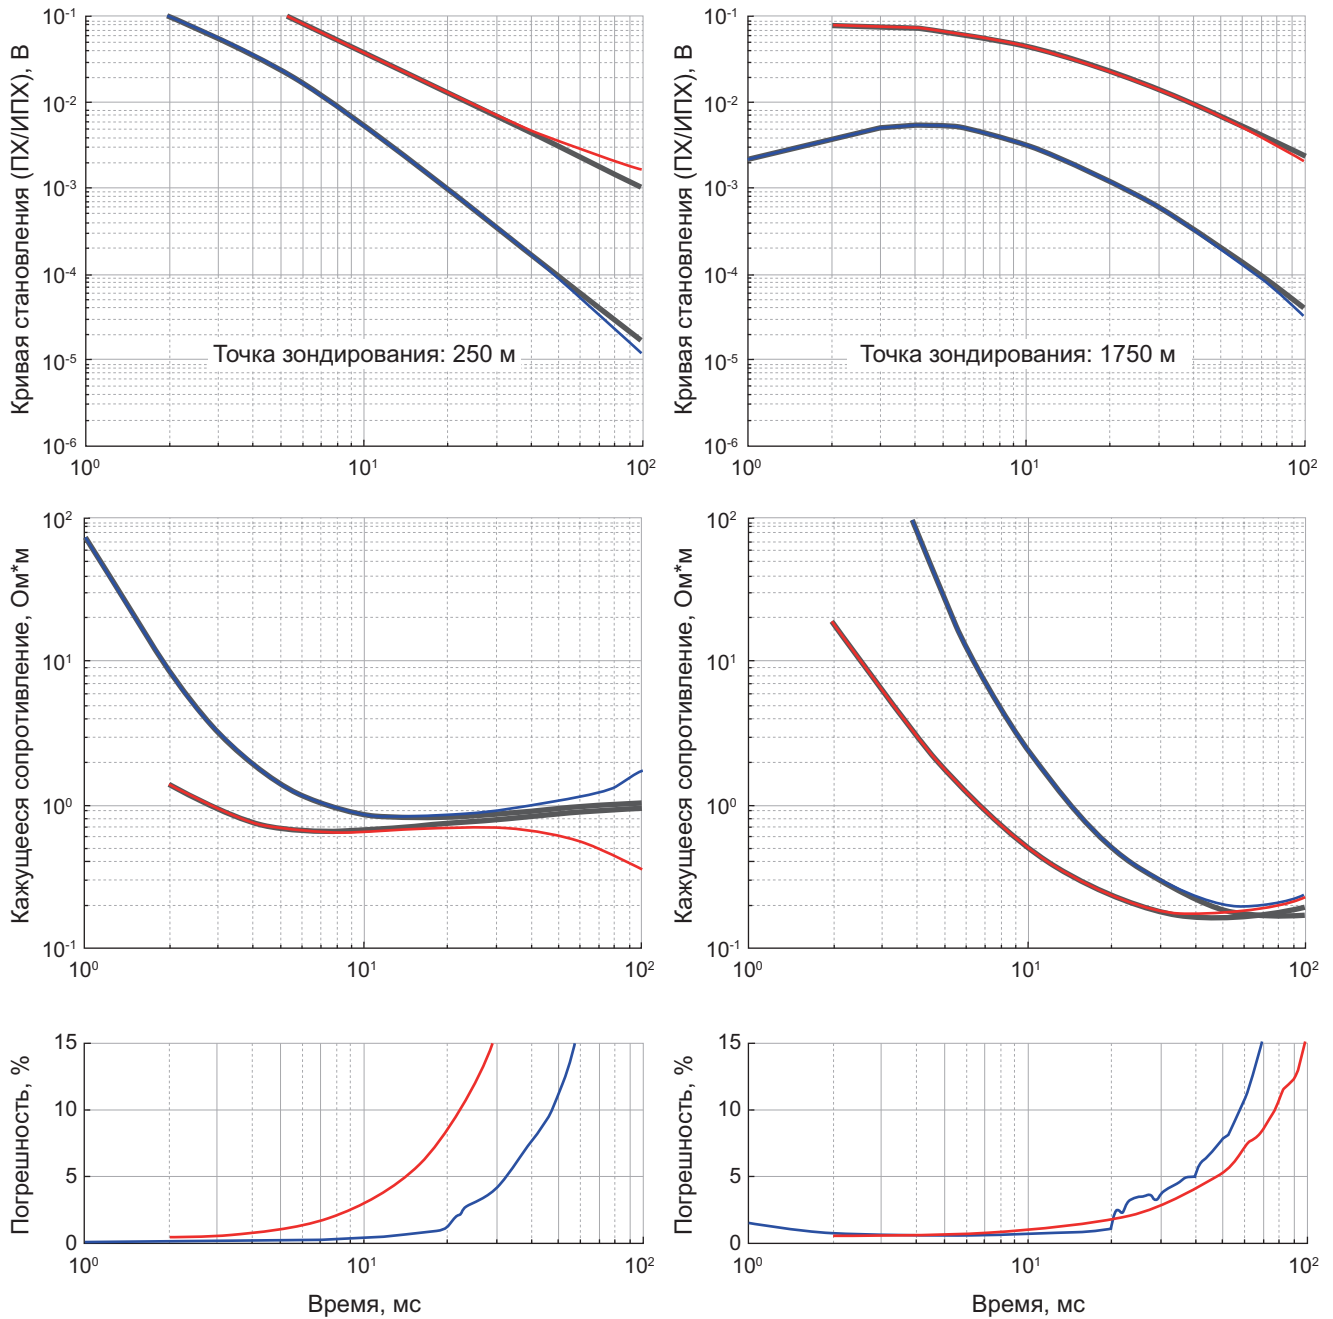 Кривая становления (ПХ/ИПХ), В
10⁻¹
10⁻²
10⁻³
10⁻⁴
10⁻⁵
10⁻⁶
Точка зондирования: 250 м
10⁰ 10¹ 10²
Кривая становления (ПХ/ИПХ), В
10⁻¹
10⁻²
10⁻³
10⁻⁴
10⁻⁵
10⁻⁶
Точка зондирования: 1750 м
10⁰ 10¹ 10²
Кажущееся сопротивление, Ом*м
10²
10¹
10⁰
10⁻¹
10⁰ 10¹ 10²
Кажущееся сопротивление, Ом*м
10²
10¹
10⁰
10⁻¹
10⁰ 10¹ 10²
Погрешность, %
15
10
5
0
10⁰ 10¹ 10²
Время, мс
Погрешность, %
15
10
5
0
10⁰ 10¹ 10²
Время, мс